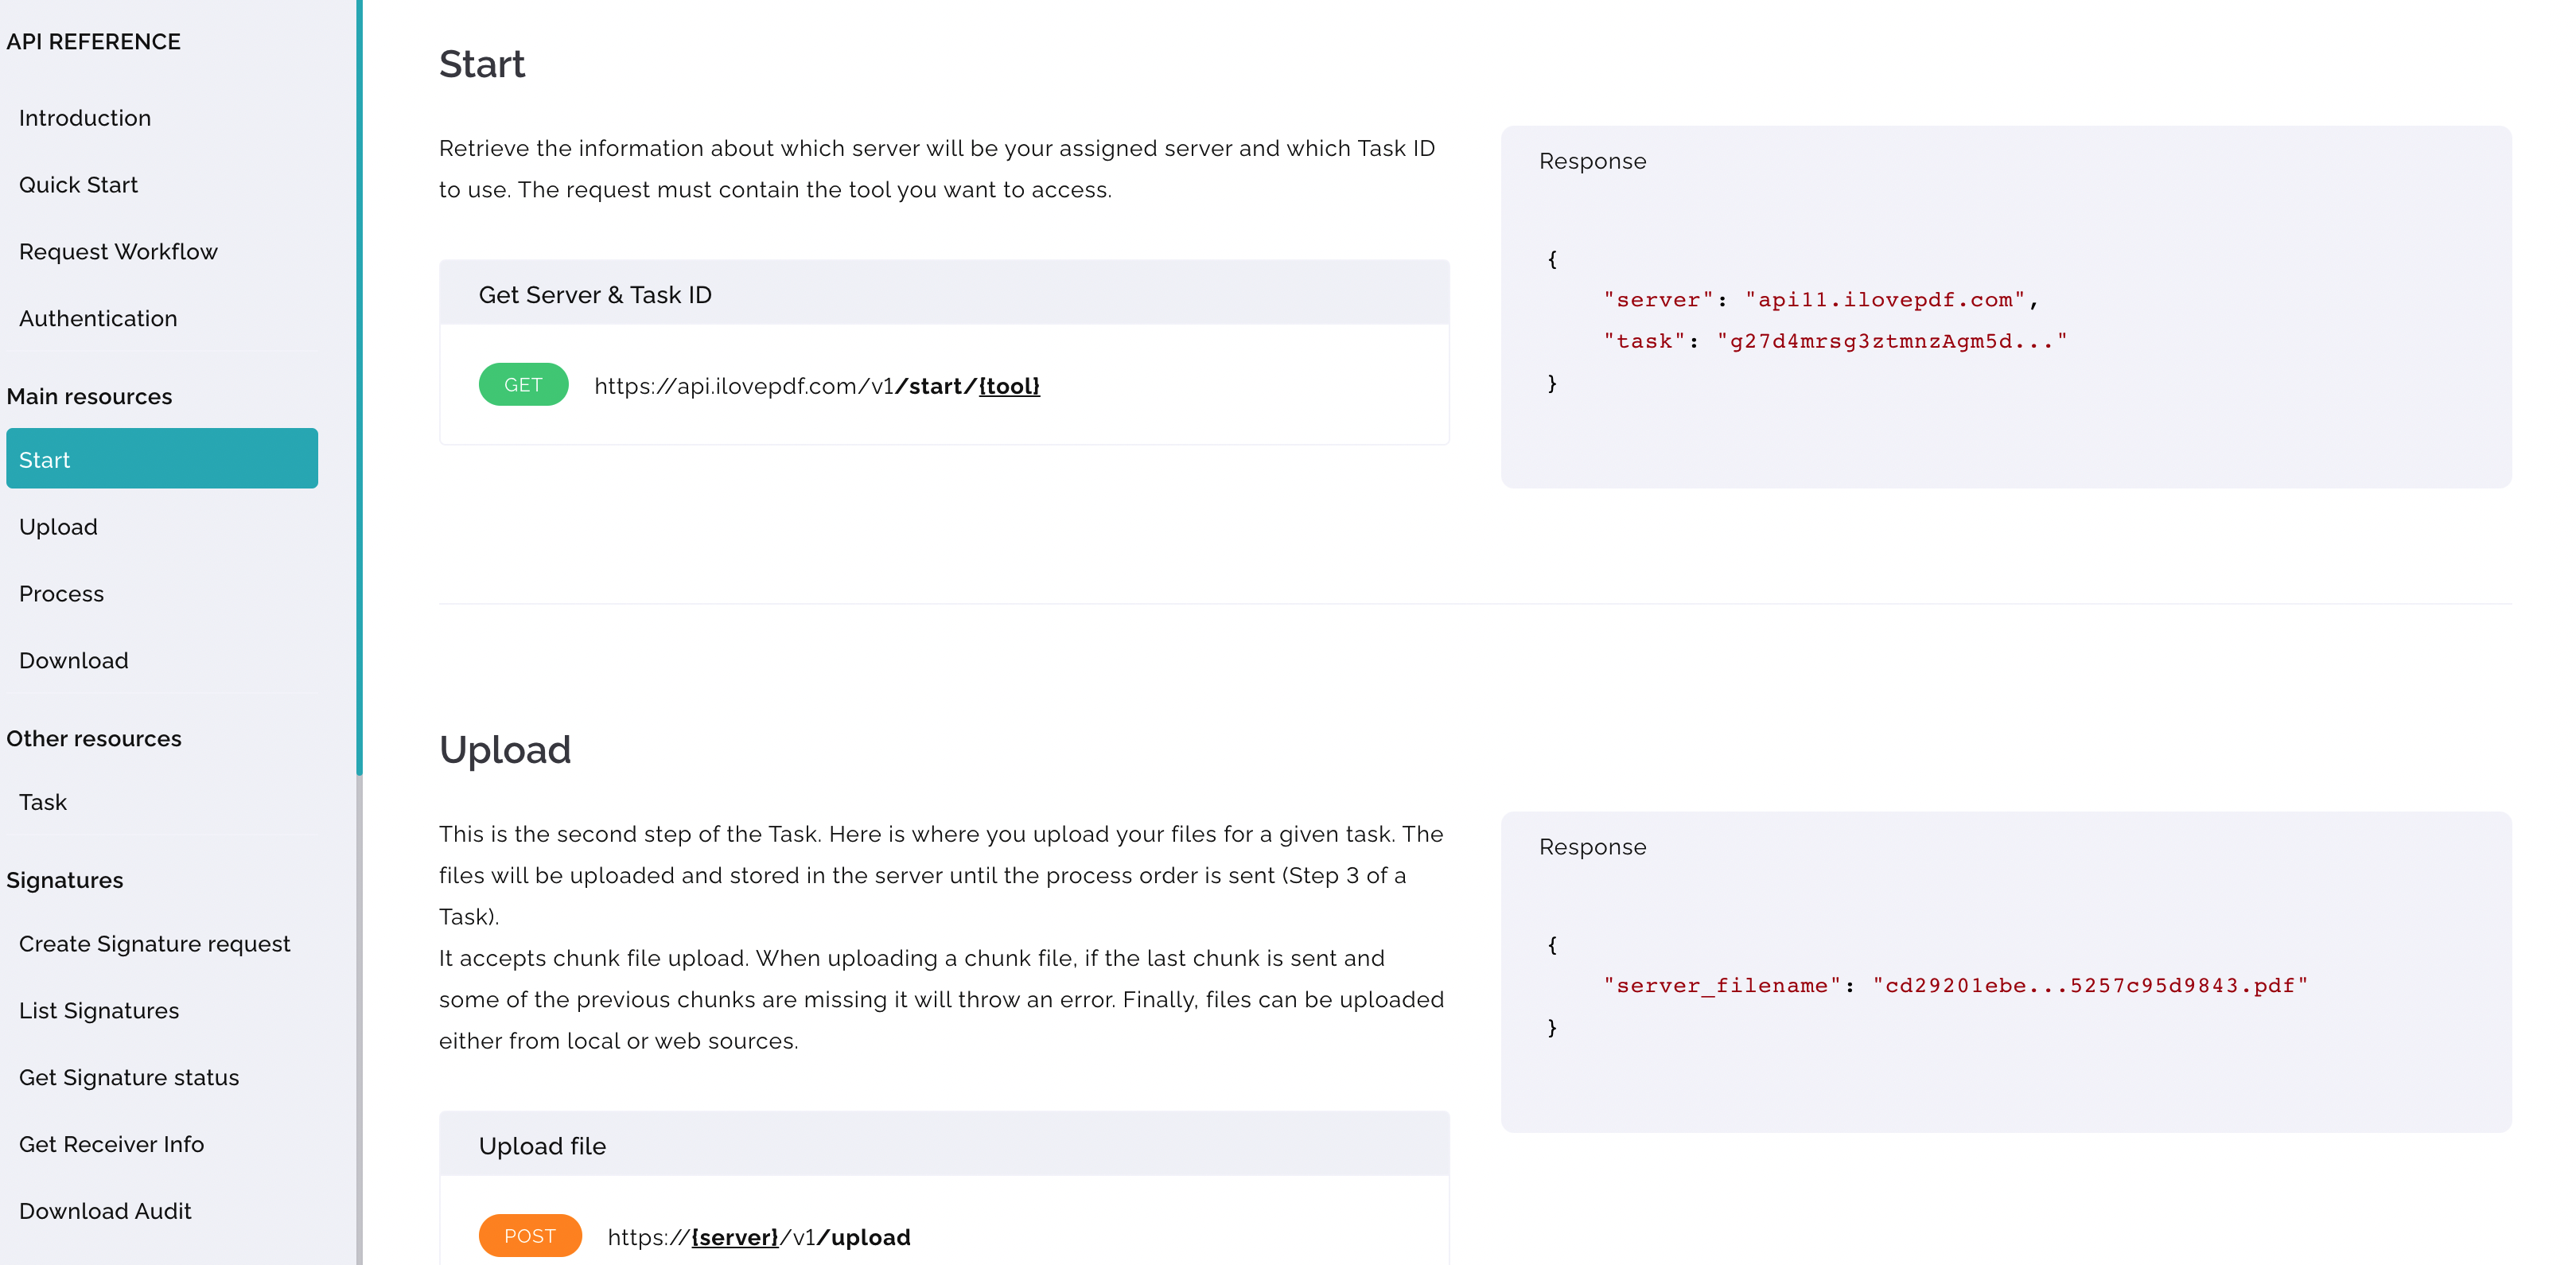 API REFERENCE
Introduction
Quick Start
Request Workflow
Authentication
Main resources
Start
Upload
Process
Download
Other resources
Task
Signatures
Create Signature request
List Signatures
Get Signature status
Get Receiver Info
Download Audit
Start
Retrieve the information about which server will be your assigned server and which Task ID
to use. The request must contain the tool you want to access.
Get Server & Task ID
GET https://api.ilovepdf.com/v1/start/{tool}
Response
{
"server": "api11.ilovepdf.com",
"task": "g27d4mrsg3ztmnzAgm5d..."
}
Upload
This is the second step of the Task. Here is where you upload your files for a given task. The
files will be uploaded and stored in the server until the process order is sent (Step 3 of a
Task).
It accepts chunk file upload. When uploading a chunk file, if the last chunk is sent and
some of the previous chunks are missing it will throw an error. Finally, files can be uploaded
either from local or web sources.
Upload file
POST https://{server}/v1/upload
Response
{
"server_filename": "cd29201ebe...5257c95d9843.pdf"
}